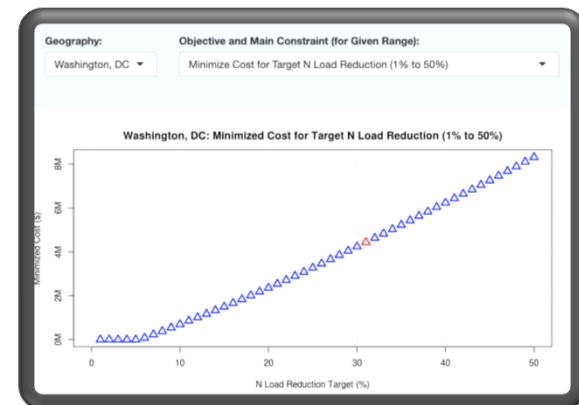 Geography:
Objective and Main Constraint (for Given Range):
Washington, DC
Minimize Cost for Target N Load Reduction (1% to 50%)
Washington, DC: Minimized Cost for Target N Load Reduction (1% to 50%)
Minimized Cost ($)
8M
6M
4M
2M
0M
0 10 20 30 40 50
N Load Reduction Target (%)